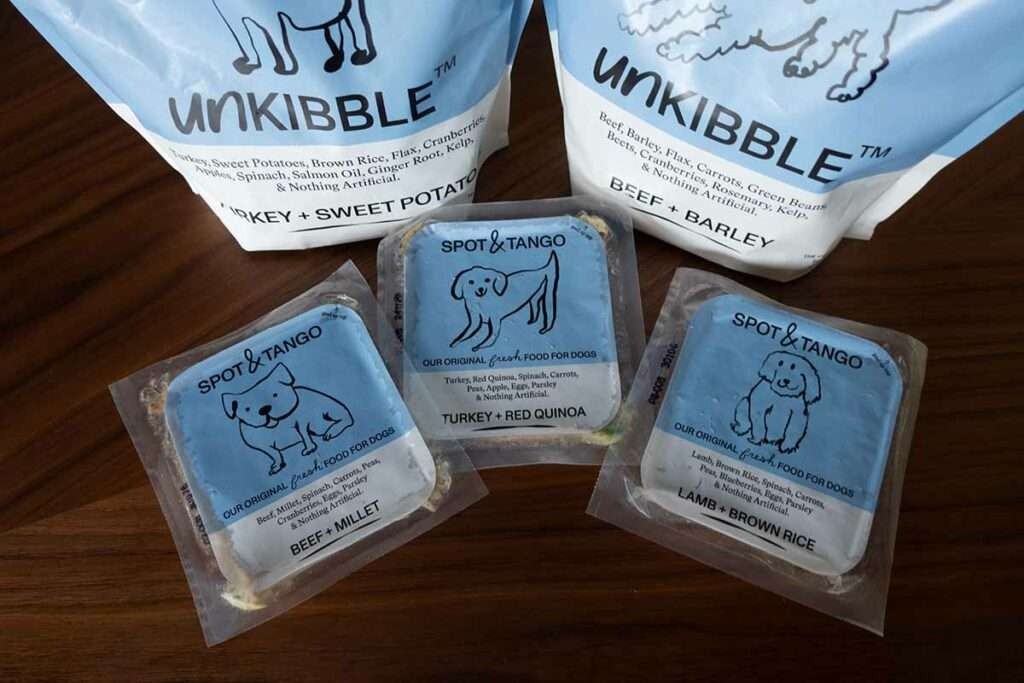 unKIBBLE™
Turkey, Sweet Potatoes, Brown Rice, Flax, Cranberries,
Apples, Spinach, Salmon Oil, Ginger Root, Kelp,
& Nothing Artificial.
URKEY + SWEET POTATO
unKIBBLE™
Beef, Barley, Flax, Carrots, Green Beans,
Beets, Cranberries, Rosemary, Kelp,
& Nothing Artificial.
BEEF + BARLEY
SPOT & TANGO
OUR ORIGINAL fresh FOOD FOR DOGS
Turkey, Red Quinoa, Spinach, Carrots,
Peas, Apple, Eggs, Parsley
& Nothing Artificial.
TURKEY + RED QUINOA
SPOT & TANGO
OUR ORIGINAL fresh FOOD FOR DOGS
Beef, Millet, Spinach, Carrots, Peas,
Cranberries, Eggs, Parsley
& Nothing Artificial.
BEEF + MILLET
SPOT & TANGO
OUR ORIGINAL fresh FOOD FOR DOGS
Lamb, Brown Rice, Spinach, Carrots,
Peas, Blueberries, Eggs, Parsley
& Nothing Artificial.
LAMB + BROWN RICE